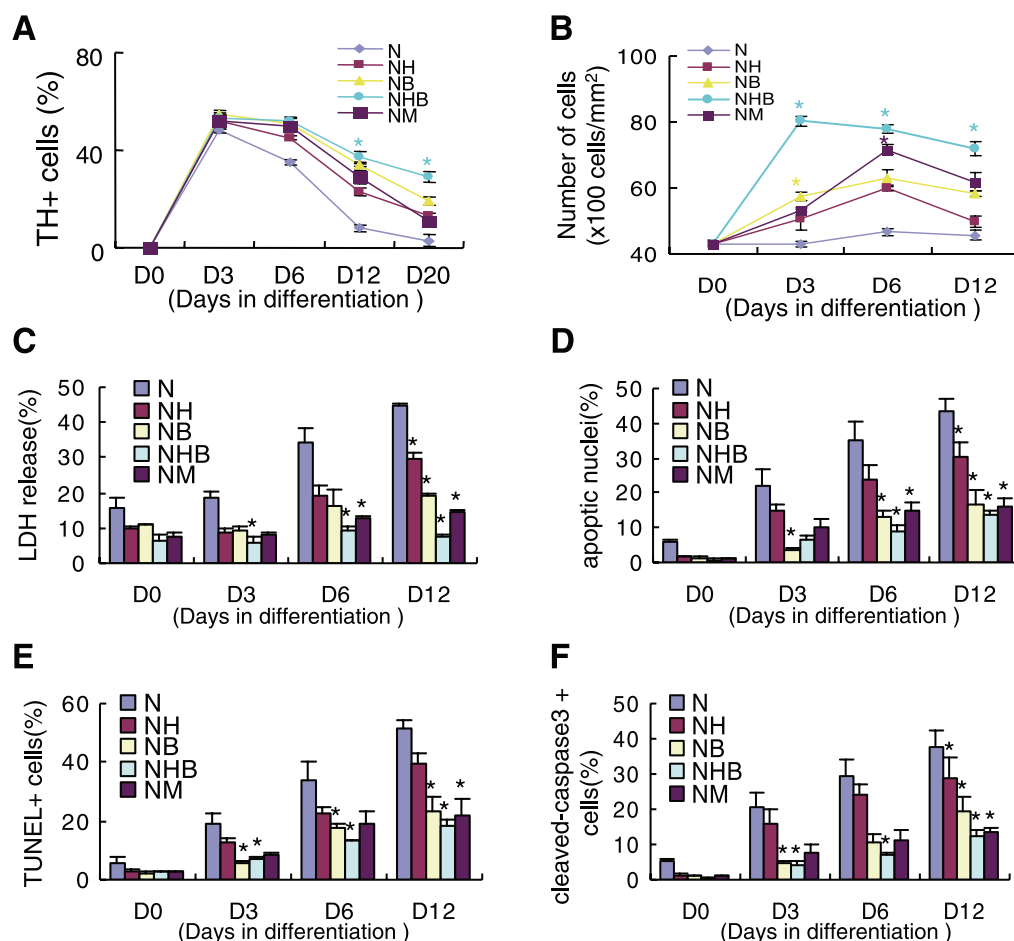 A
TH+ cells (%)
80
40
0
N
NH
NB
NHB
NM
*
*
D0 D3 D6 D12 D20
(Days in differentiation )
B
Number of cells
(x100 cells/mm²)
100
80
60
40
N
NH
NB
NHB
NM
* * *
*
*
D0 D3 D6 D12
(Days in differentiation )
C
LDH release(%)
50
40
30
20
10
0
N
NH
NB
NHB
NM
* * * * * * *
D0 D3 D6 D12
(Days in differentiation )
D
apoptic nuclei(%)
50
40
30
20
10
0
N
NH
NB
NHB
NM
* * * * * * * *
D0 D3 D6 D12
(Days in differentiation )
E
TUNEL+ cells(%)
60
40
20
0
N
NH
NB
NHB
NM
* * * * * * *
D0 D3 D6 D12
(Days in differentiation )
F
cleaved-caspase3 +
cells(%)
50
40
30
20
10
0
N
NH
NB
NHB
NM
* * * * * * *
D0 D3 D6 D12
(Days in differentiation )